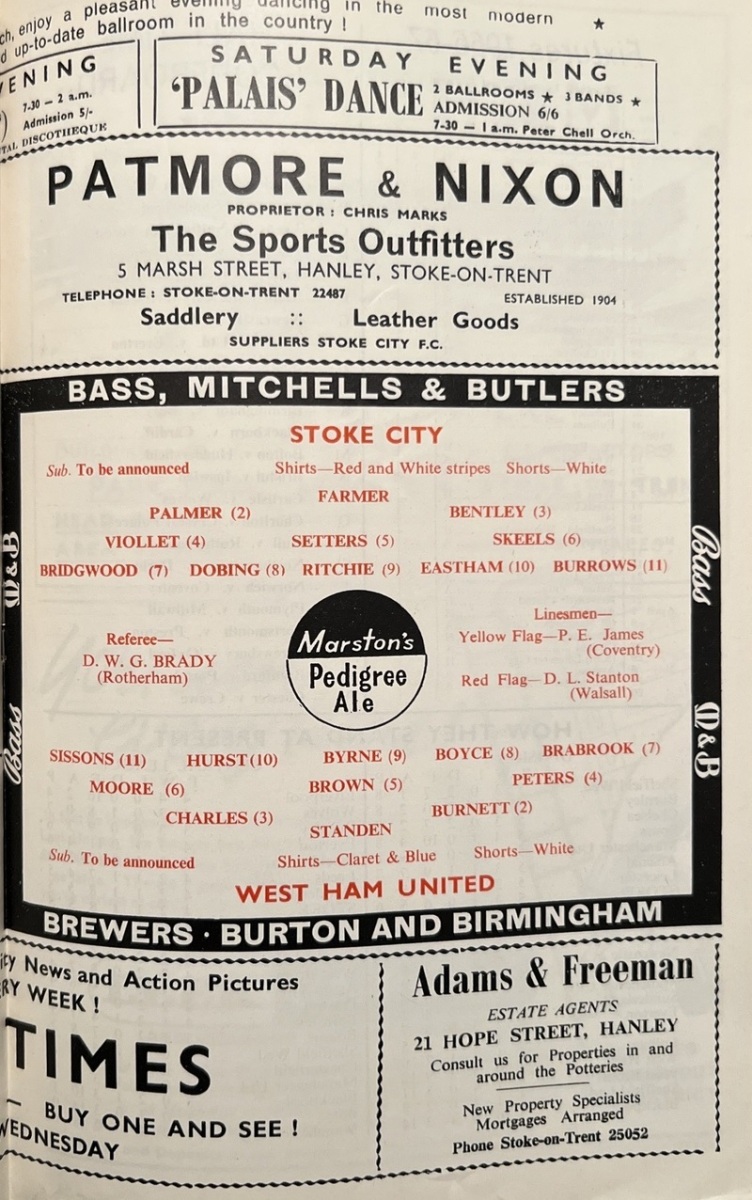 ch, enjoy a pleasant evening dancing in the most modern ★
d up-to-date ballroom in the country !
VENING
7.30 — 2 a.m.
Admission 5/-
TAL DISCOTHEQUE
SATURDAY EVENING
'PALAIS' DANCE
2 BALLROOMS ★ 3 BANDS ★
ADMISSION 6/6
7-30 — 1 a.m. Peter Chell Orch.
PATMORE & NIXON
PROPRIETOR : CHRIS MARKS
The Sports Outfitters
5 MARSH STREET, HANLEY, STOKE-ON-TRENT
TELEPHONE : STOKE-ON-TRENT 22487 ESTABLISHED 1904
Saddlery :: Leather Goods
SUPPLIERS STOKE CITY F.C.
BASS, MITCHELLS & BUTLERS
STOKE CITY
Sub. To be announced Shirts—Red and White stripes Shorts—White
FARMER
PALMER (2) BENTLEY (3)
VIOLLET (4) SETTERS (5) SKEELS (6)
BRIDGWOOD (7) DOBING (8) RITCHIE (9) EASTHAM (10) BURROWS (11)
M & B
Bass
Bass
M & B
Referee—
D. W. G. BRADY
(Rotherham)
Marston's
Pedigree
Ale
Linesmen—
Yellow Flag—P. E. James
(Coventry)
Red Flag—D. L. Stanton
(Walsall)
SISSONS (11) HURST (10) BYRNE (9) BOYCE (8) BRABROOK (7)
MOORE (6) BROWN (5) PETERS (4)
CHARLES (3) BURNETT (2)
STANDEN
Sub. To be announced Shirts—Claret & Blue Shorts—White
WEST HAM UNITED
BREWERS · BURTON AND BIRMINGHAM
ity News and Action Pictures
RY WEEK !
TIMES
— BUY ONE AND SEE !
WEDNESDAY
Adams & Freeman
ESTATE AGENTS
21 HOPE STREET, HANLEY
Consult us for Properties in and
around the Potteries
New Property Specialists
Mortgages Arranged
Phone Stoke-on-Trent 25052